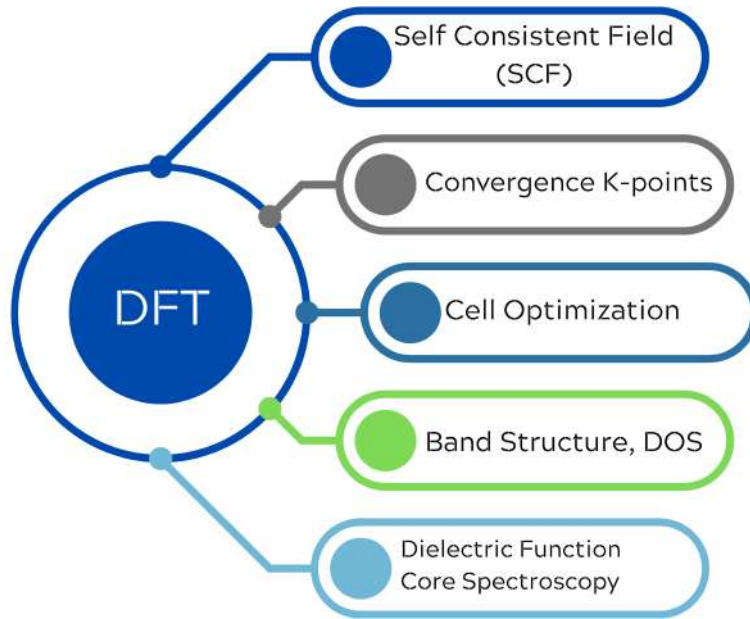 Self Consistent Field
(SCF)
Convergence K-points
DFT
Cell Optimization
Band Structure, DOS
Dielectric Function
Core Spectroscopy